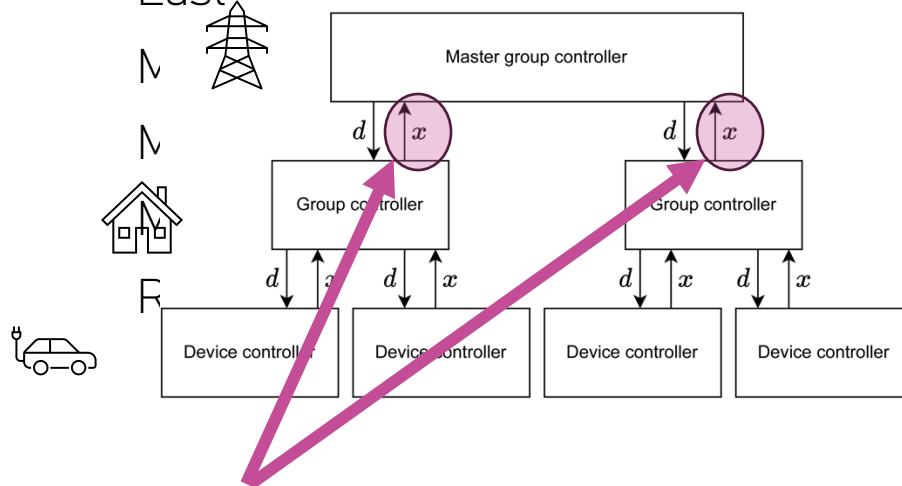 East
M
Master group controller
d x d x
M
Group controller Group controller
M
d x d x d x d x
R
Device controller Device controller Device controller Device controller